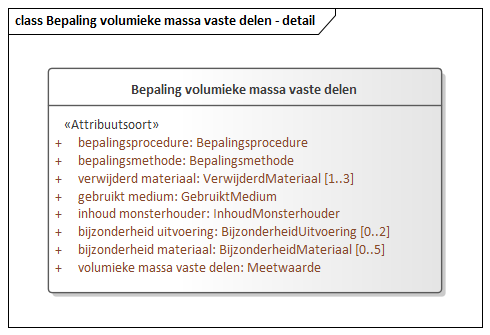 class Bepaling volumieke massa vaste delen - detail
Bepaling volumieke massa vaste delen
«Attribuutsoort»
+ bepalingsprocedure: Bepalingsprocedure
+ bepalingsmethode: Bepalingsmethode
+ verwijderd materiaal: VerwijderdMateriaal [1..3]
+ gebruikt medium: GebruiktMedium
+ inhoud monsterhouder: InhoudMonsterhouder
+ bijzonderheid uitvoering: BijzonderheidUitvoering [0..2]
+ bijzonderheid materiaal: BijzonderheidMateriaal [0..5]
+ volumieke massa vaste delen: Meetwaarde